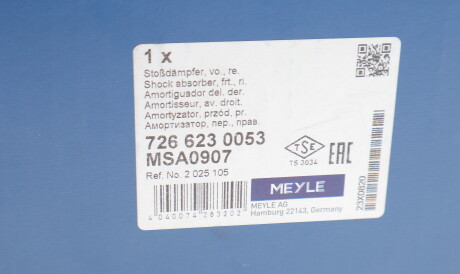 1 x
Stoßdämpfer, vo., re.
Shock absorber, frt., ri.
Amortiguador del. der.
Amortisseur, av. droit.
Amortyzator, przód, pr.
Амортизатор, пер., прав.
726 623 0053
MSA0907
Ref. No. 2 025 105
TSE
TS 3034
EAC
MEYLE
MEYLE AG
Hamburg 22143, Germany
4 040074 283202
23X0820